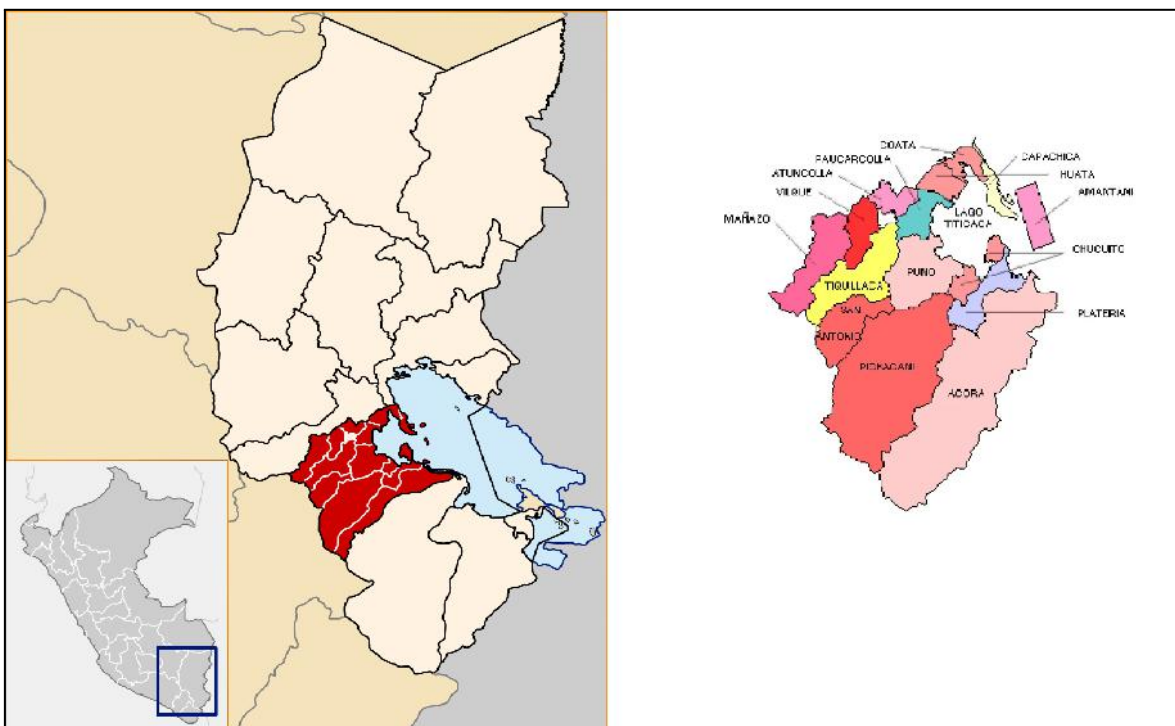 COATA
PAUCARCOLLA
CAPACHICA
ATUNCOLLA
HUATA
VILQUE
AMANTANI
MAÑAZO
LAGO
TITICACA
CHUCUITO
PUNO
TIQUILLACA
SAN
ANTONIO
PLATERIA
PICHACANI
ACORA